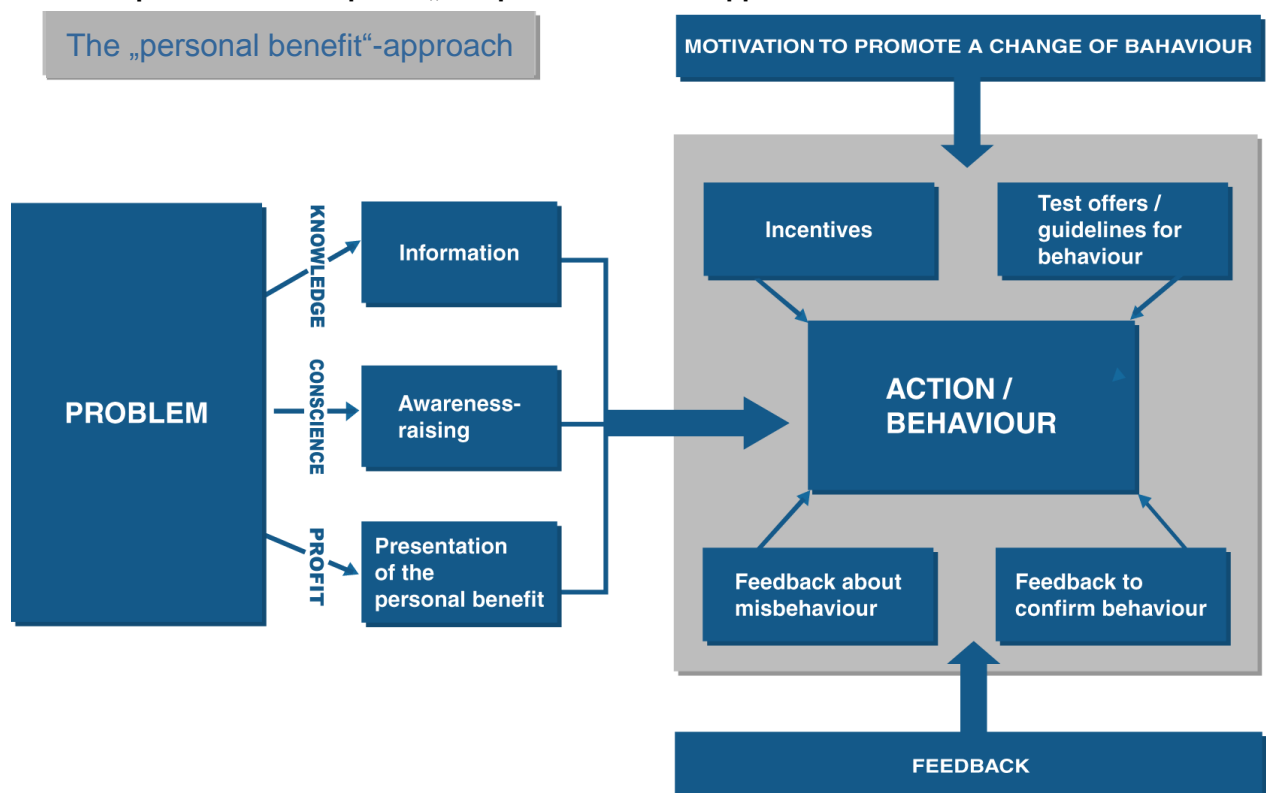 The „personal benefit“-approach
MOTIVATION TO PROMOTE A CHANGE OF BAHAVIOUR
PROBLEM
KNOWLEDGE
CONSCIENCE
PROFIT
Information
Awareness-
raising
Presentation
of the
personal benefit
Incentives
Test offers /
guidelines for
behaviour
ACTION /
BEHAVIOUR
Feedback about
misbehaviour
Feedback to
confirm behaviour
FEEDBACK